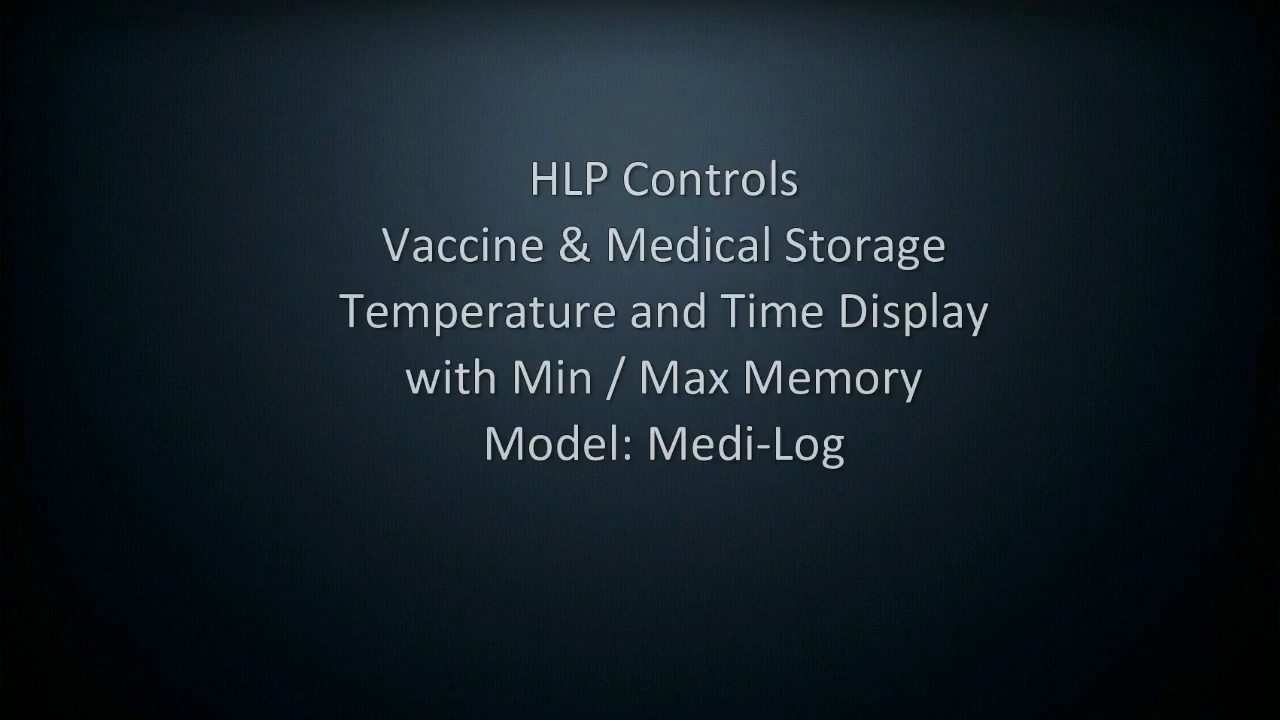 HLP Controls
Vaccine & Medical Storage
Temperature and Time Display
with Min / Max Memory
Model: Medi-Log